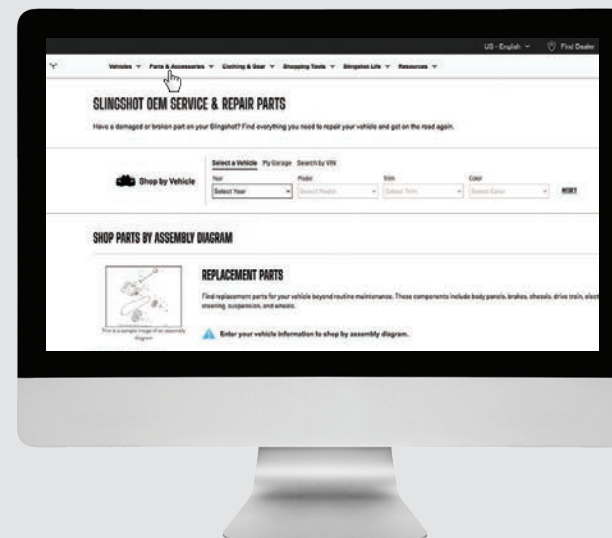 US - English Find Dealer
Vehicles Parts & Accessories Clothing & Gear Shopping Tools Slingshot Life Resources
SLINGSHOT OEM SERVICE & REPAIR PARTS
Have a damaged or broken part on your Slingshot? Find everything you need to repair your vehicle and get on the road again.
Select a Vehicle My Garage Search by VIN
Shop by Vehicle
Year Model Trim Color
Select Year Select Model Select Trim Select Color RESET
SHOP PARTS BY ASSEMBLY DIAGRAM
REPLACEMENT PARTS
Find replacement parts for your vehicle beyond routine maintenance. These components include body panels, brakes, chassis, drive train, elect
steering, suspension, and wheels.
This is a sample image of an assembly
diagram
Enter your vehicle information to shop by assembly diagram.